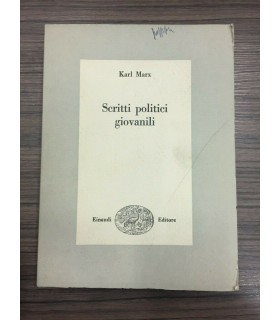 Karl Marx
Scritti politici
giovanili
Einaudi Editore